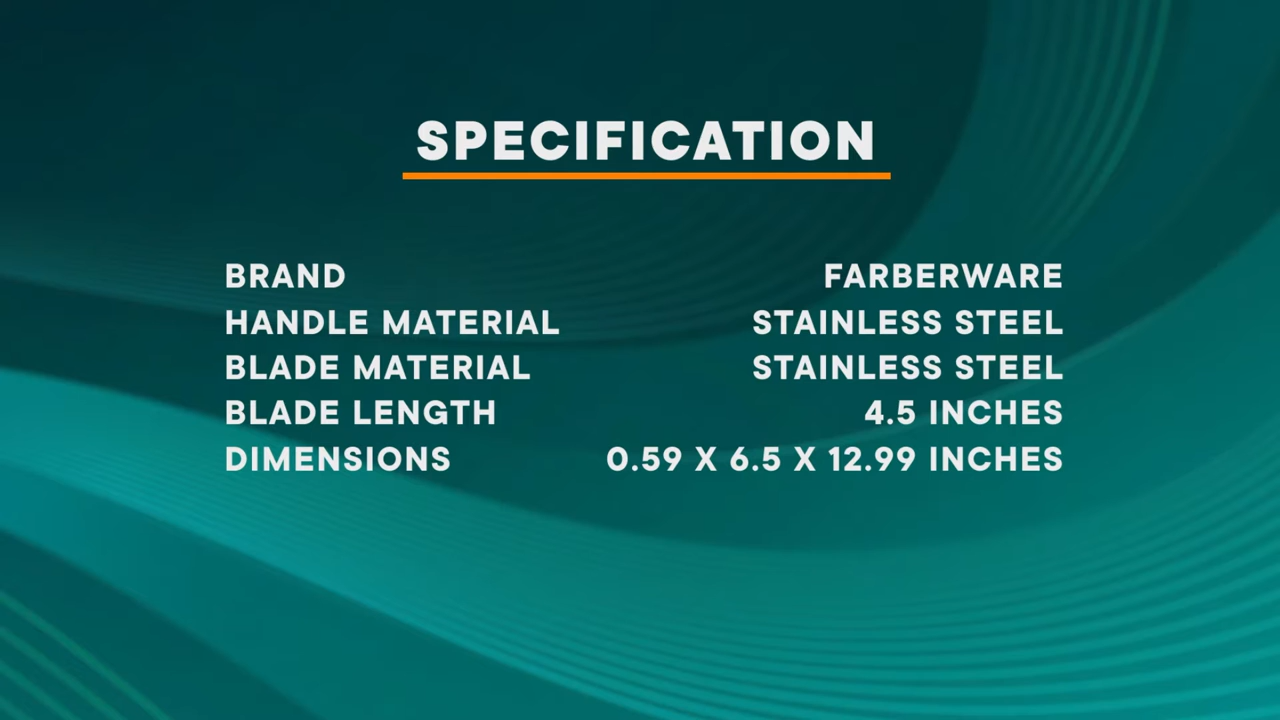 SPECIFICATION
BRAND FARBERWARE
HANDLE MATERIAL STAINLESS STEEL
BLADE MATERIAL STAINLESS STEEL
BLADE LENGTH 4.5 INCHES
DIMENSIONS 0.59 X 6.5 X 12.99 INCHES